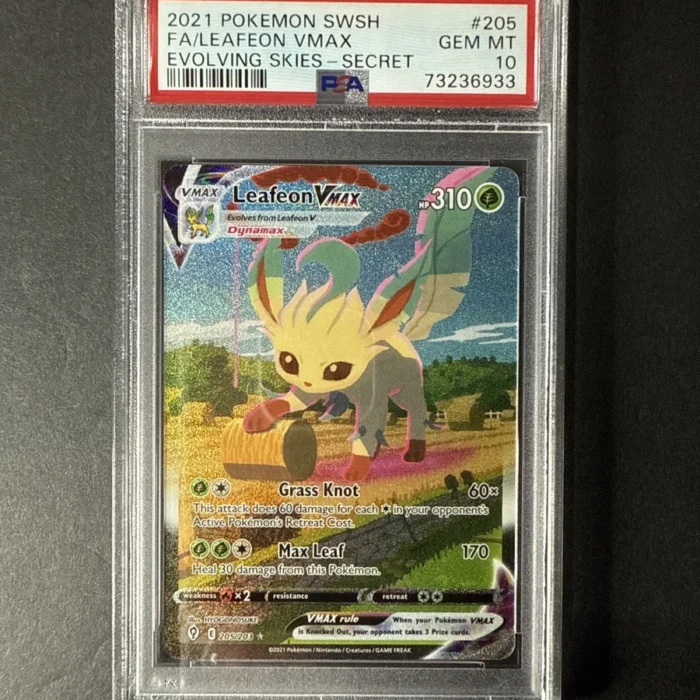 2021 POKEMON SWSH #205
FA/LEAFEON VMAX GEM MT
EVOLVING SKIES-SECRET 10
PSA 73236933
VMAX Leafeon VMAX HP 310
Evolves from Leafeon V
Dynamax
Grass Knot 60×
This attack does 60 damage for each in your opponent's
Active Pokémon's Retreat Cost.
Max Leaf 170
Heal 30 damage from this Pokémon.
weakness ×2 resistance retreat
Illus. RYOGONOSUKE VMAX rule When your Pokémon VMAX
E 205/203 is Knocked Out, your opponent takes 3 Prize cards.
©2021 Pokémon / Nintendo / Creatures / GAME FREAK